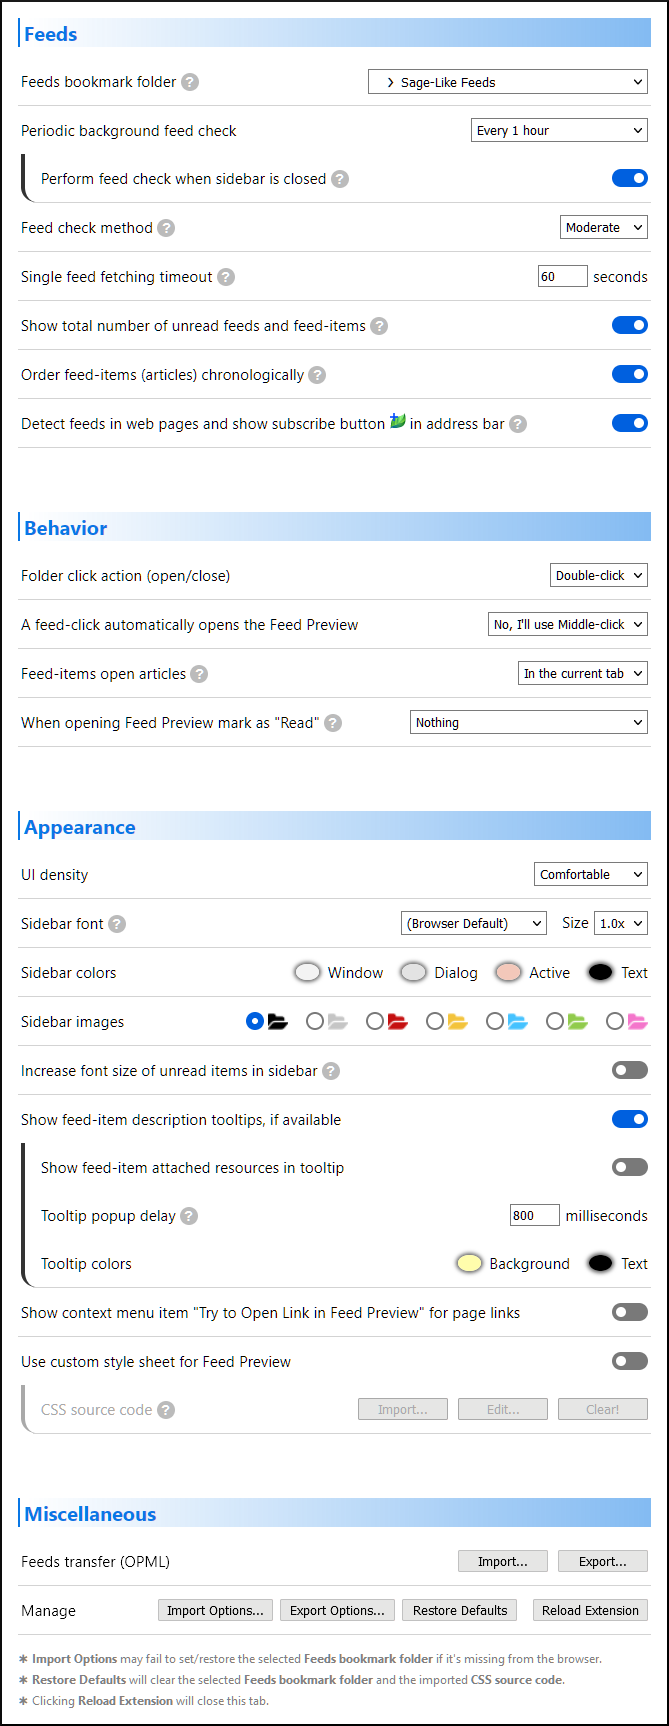 Feeds
Feeds bookmark folder ?
Sage-Like Feeds
Periodic background feed check
Every 1 hour
Perform feed check when sidebar is closed ?
Feed check method ?
Moderate
Single feed fetching timeout ?
60 seconds
Show total number of unread feeds and feed-items ?
Order feed-items (articles) chronologically ?
Detect feeds in web pages and show subscribe button in address bar ?
Behavior
Folder click action (open/close)
Double-click
A feed-click automatically opens the Feed Preview
No, I'll use Middle-click
Feed-items open articles ?
In the current tab
When opening Feed Preview mark as "Read" ?
Nothing
Appearance
UI density
Comfortable
Sidebar font ?
(Browser Default) Size 1.0x
Sidebar colors
Window Dialog Active Text
Sidebar images
Increase font size of unread items in sidebar ?
Show feed-item description tooltips, if available
Show feed-item attached resources in tooltip
Tooltip popup delay ?
800 milliseconds
Tooltip colors
Background Text
Show context menu item "Try to Open Link in Feed Preview" for page links
Use custom style sheet for Feed Preview
CSS source code ?
Import... Edit... Clear!
Miscellaneous
Feeds transfer (OPML)
Import... Export...
Manage
Import Options... Export Options... Restore Defaults Reload Extension
✱ Import Options may fail to set/restore the selected Feeds bookmark folder if it's missing from the browser.
✱ Restore Defaults will clear the selected Feeds bookmark folder and the imported CSS source code.
✱ Clicking Reload Extension will close this tab.